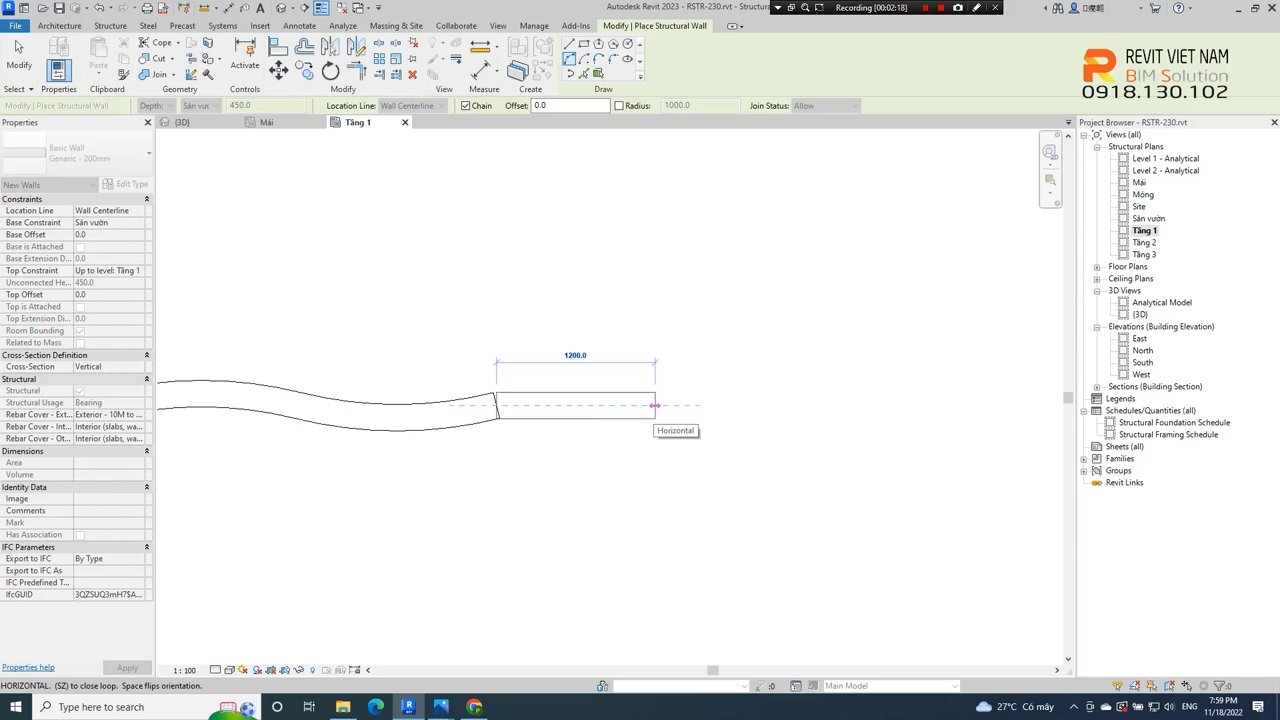 Autodesk Revit 2023 - RSTR-230.rvt - Structura
Recording [00:02:18]
File Architecture Structure Steel Precast Systems Insert Annotate Analyze Massing & Site Collaborate View Manage Add-Ins Modify | Place Structural Wall
REVIT VIET NAM
BIM Solution
0918.130.102
Modify Paste Cope Cut Join Activate
Select Properties Clipboard Geometry Controls Modify View Measure Create Draw
Modify | Place Structural Wall Depth: Sân vư 450.0 Location Line: Wall Centerline Chain Offset: 0.0 Radius: 1000.0 Join Status: Allow
Properties
{3D} Mái Tầng 1
Project Browser - RSTR-230.rvt
Basic Wall
Generic - 200mm
New Walls Edit Type
Constraints
Location Line Wall Centerline
Base Constraint Sân vườn
Base Offset 0.0
Base is Attached
Base Extension D... 0.0
Top Constraint Up to level: Tầng 1
Unconnected He... 450.0
Top Offset 0.0
Top is Attached
Top Extension Di... 0.0
Room Bounding
Related to Mass
Cross-Section Definition
Cross-Section Vertical
Structural
Structural
Structural Usage Bearing
Rebar Cover - Ext... Exterior - 10M to
Rebar Cover - Int... Interior (slabs, wa...
Rebar Cover - Ot... Interior (slabs, wa...
Dimensions
Area
Volume
Identity Data
Image
Comments
Mark
Has Association
IFC Parameters
Export to IFC By Type
Export to IFC As
IFC Predefined T...
IfcGUID 3QZSUQ3mH7$A...
Properties help Apply
1200.0
Horizontal
Views (all)
Structural Plans
Level 1 - Analytical
Level 2 - Analytical
Mái
Móng
Site
Sân vườn
Tầng 1
Tầng 2
Tầng 3
Floor Plans
Ceiling Plans
3D Views
Analytical Model
{3D}
Elevations (Building Elevation)
East
North
South
West
Sections (Building Section)
Legends
Schedules/Quantities (all)
Structural Foundation Schedule
Structural Framing Schedule
Sheets (all)
Families
Groups
Revit Links
1 : 100
HORIZONTAL. (SZ) to close loop. Space flips orientation.
:0 Main Model :0
Type here to search
27°C Có mây
7:59 PM
11/18/2022